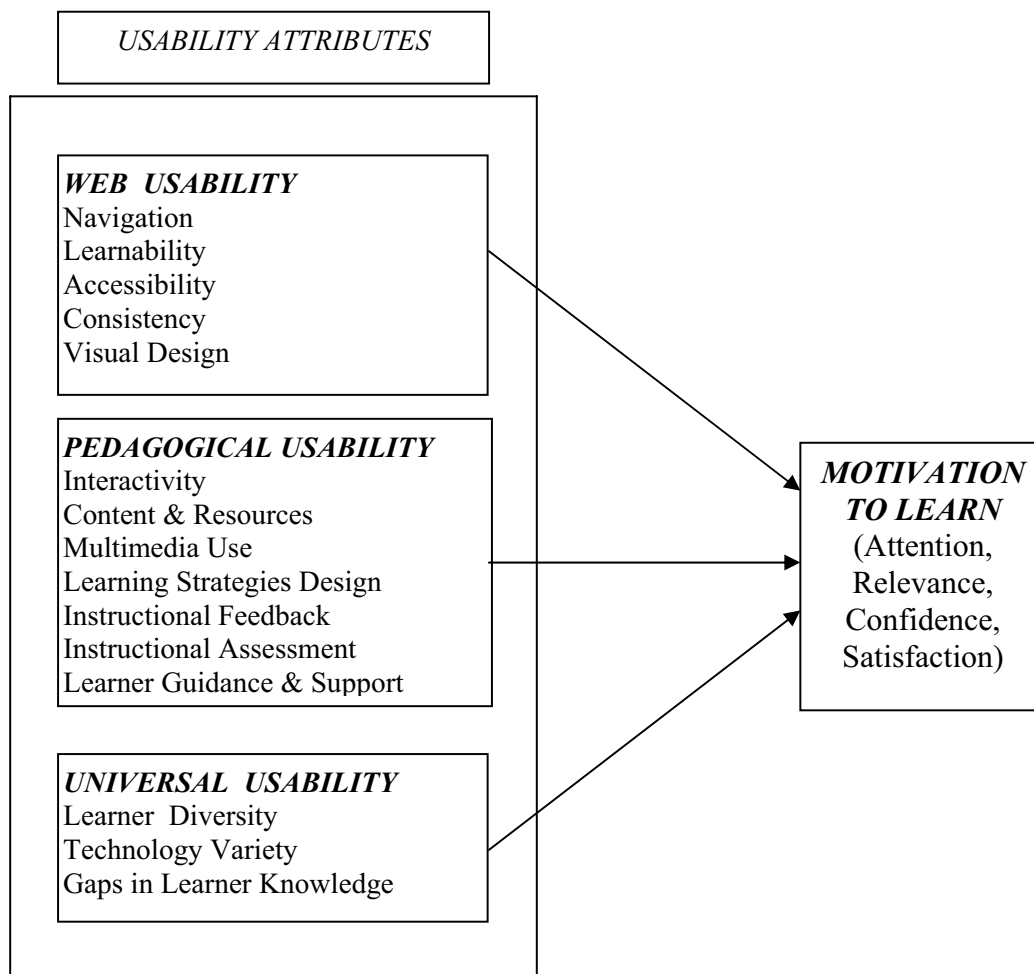 USABILITY ATTRIBUTES
WEB USABILITY
Navigation
Learnability
Accessibility
Consistency
Visual Design
PEDAGOGICAL USABILITY
Interactivity
Content & Resources
Multimedia Use
Learning Strategies Design
Instructional Feedback
Instructional Assessment
Learner Guidance & Support
UNIVERSAL USABILITY
Learner Diversity
Technology Variety
Gaps in Learner Knowledge
MOTIVATION
TO LEARN
(Attention,
Relevance,
Confidence,
Satisfaction)